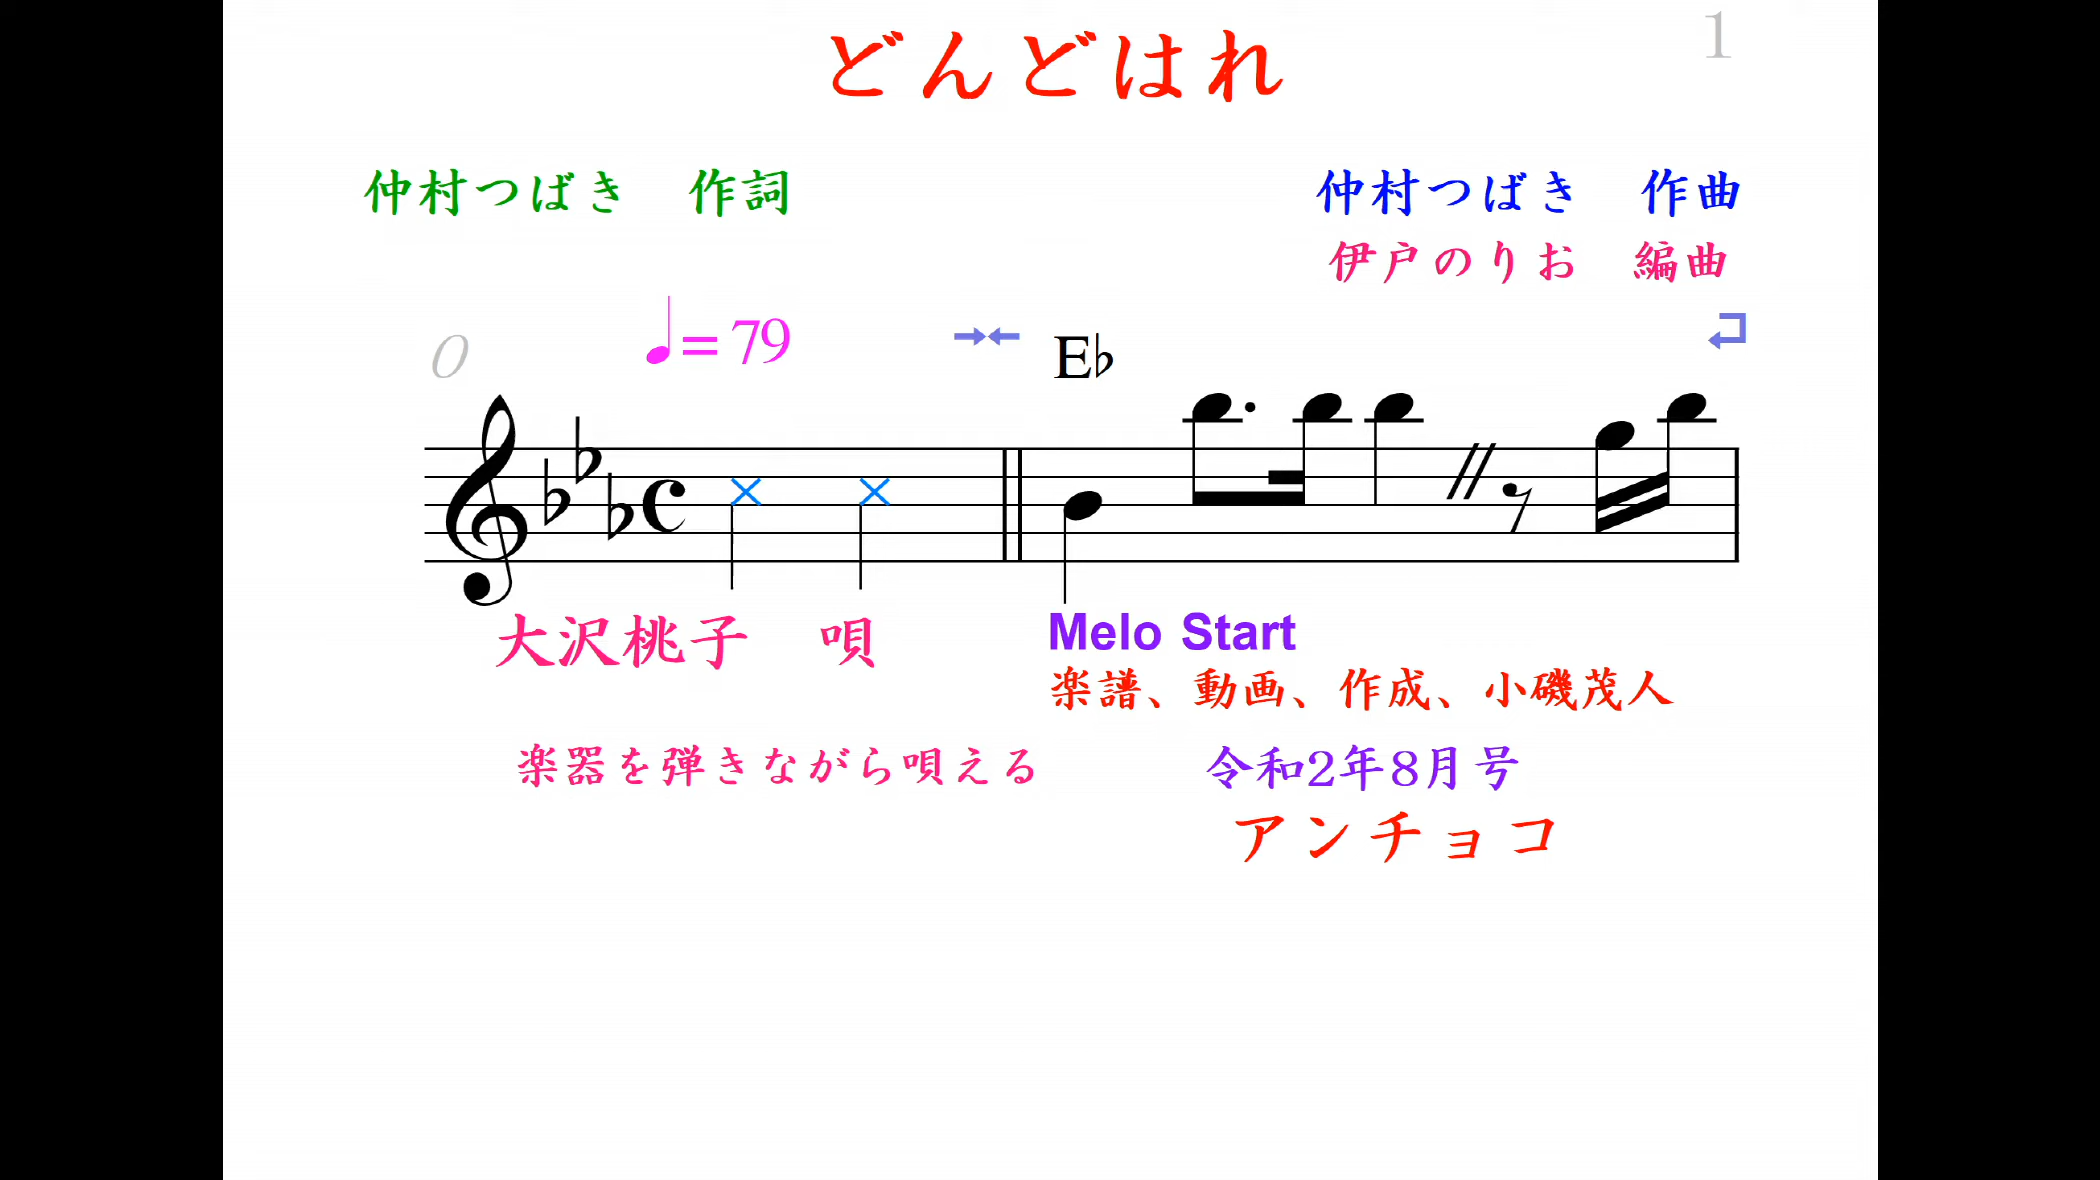 1
どんどはれ
仲村つばき　作詞
仲村つばき　作曲
伊戸のりお　編曲
0
♩=79
E♭
大沢桃子　唄
Melo Start
楽譜、動画、作成、小磯茂人
楽器を弾きながら唄える
令和2年8月号
アンチョコ